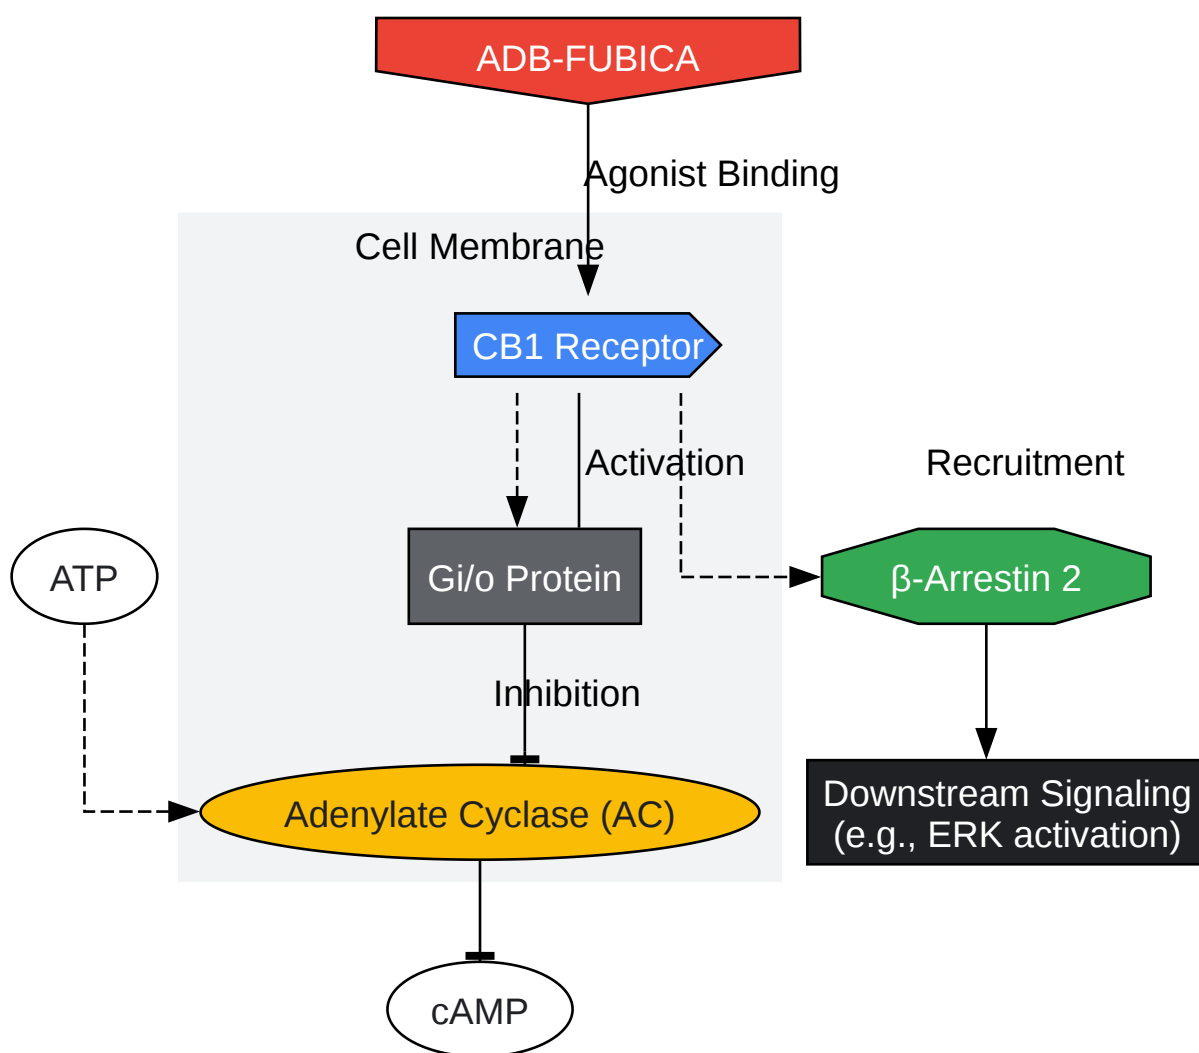 ADB-FUBICA
Agonist Binding
Cell Membrane
CB1 Receptor
Activation
Recruitment
ATP
Gi/o Protein
β-Arrestin 2
Inhibition
Downstream Signaling
(e.g., ERK activation)
Adenylate Cyclase (AC)
cAMP